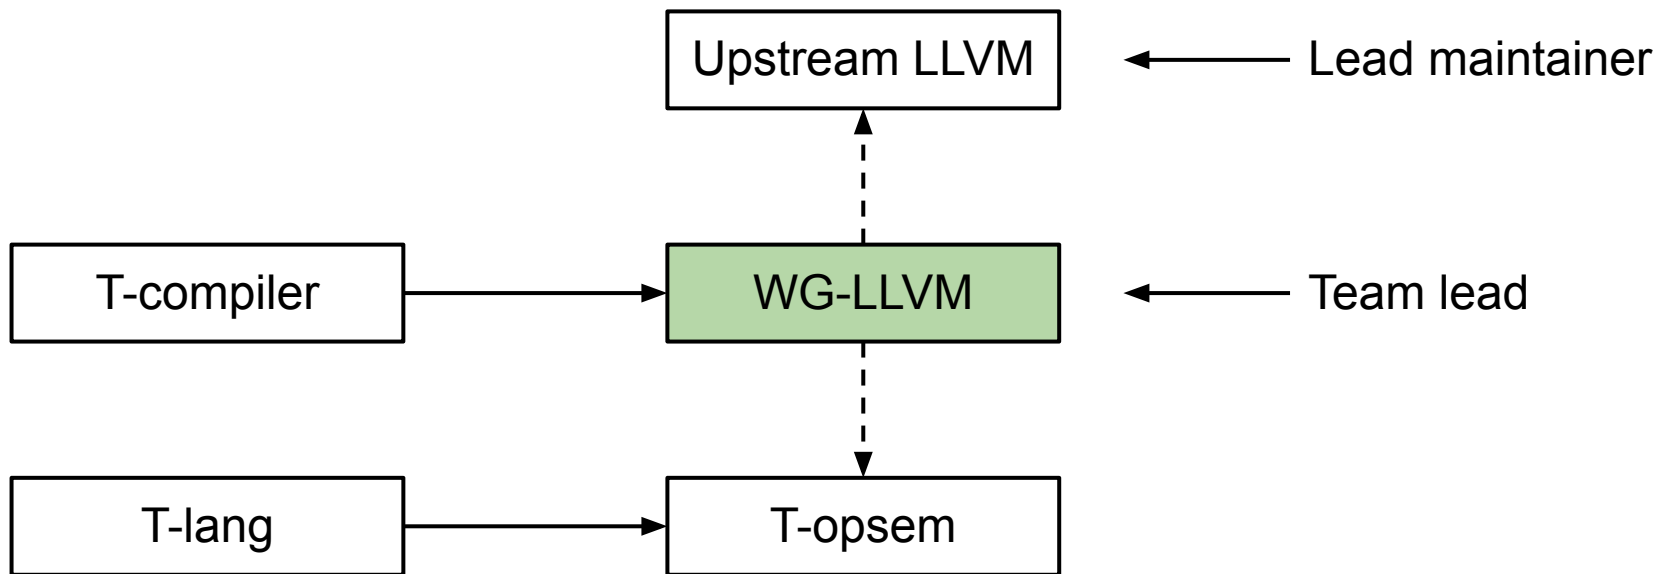 Upstream LLVM
Lead maintainer
T-compiler
WG-LLVM
Team lead
T-lang
T-opsem